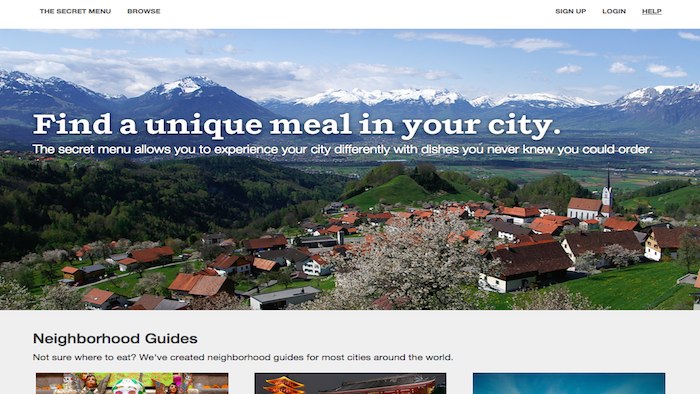 THE SECRET MENU BROWSE SIGN UP LOGIN HELP
Find a unique meal in your city.
The secret menu allows you to experience your city differently with dishes you never knew you could order.
Neighborhood Guides
Not sure where to eat? We've created neighborhood guides for most cities around the world.